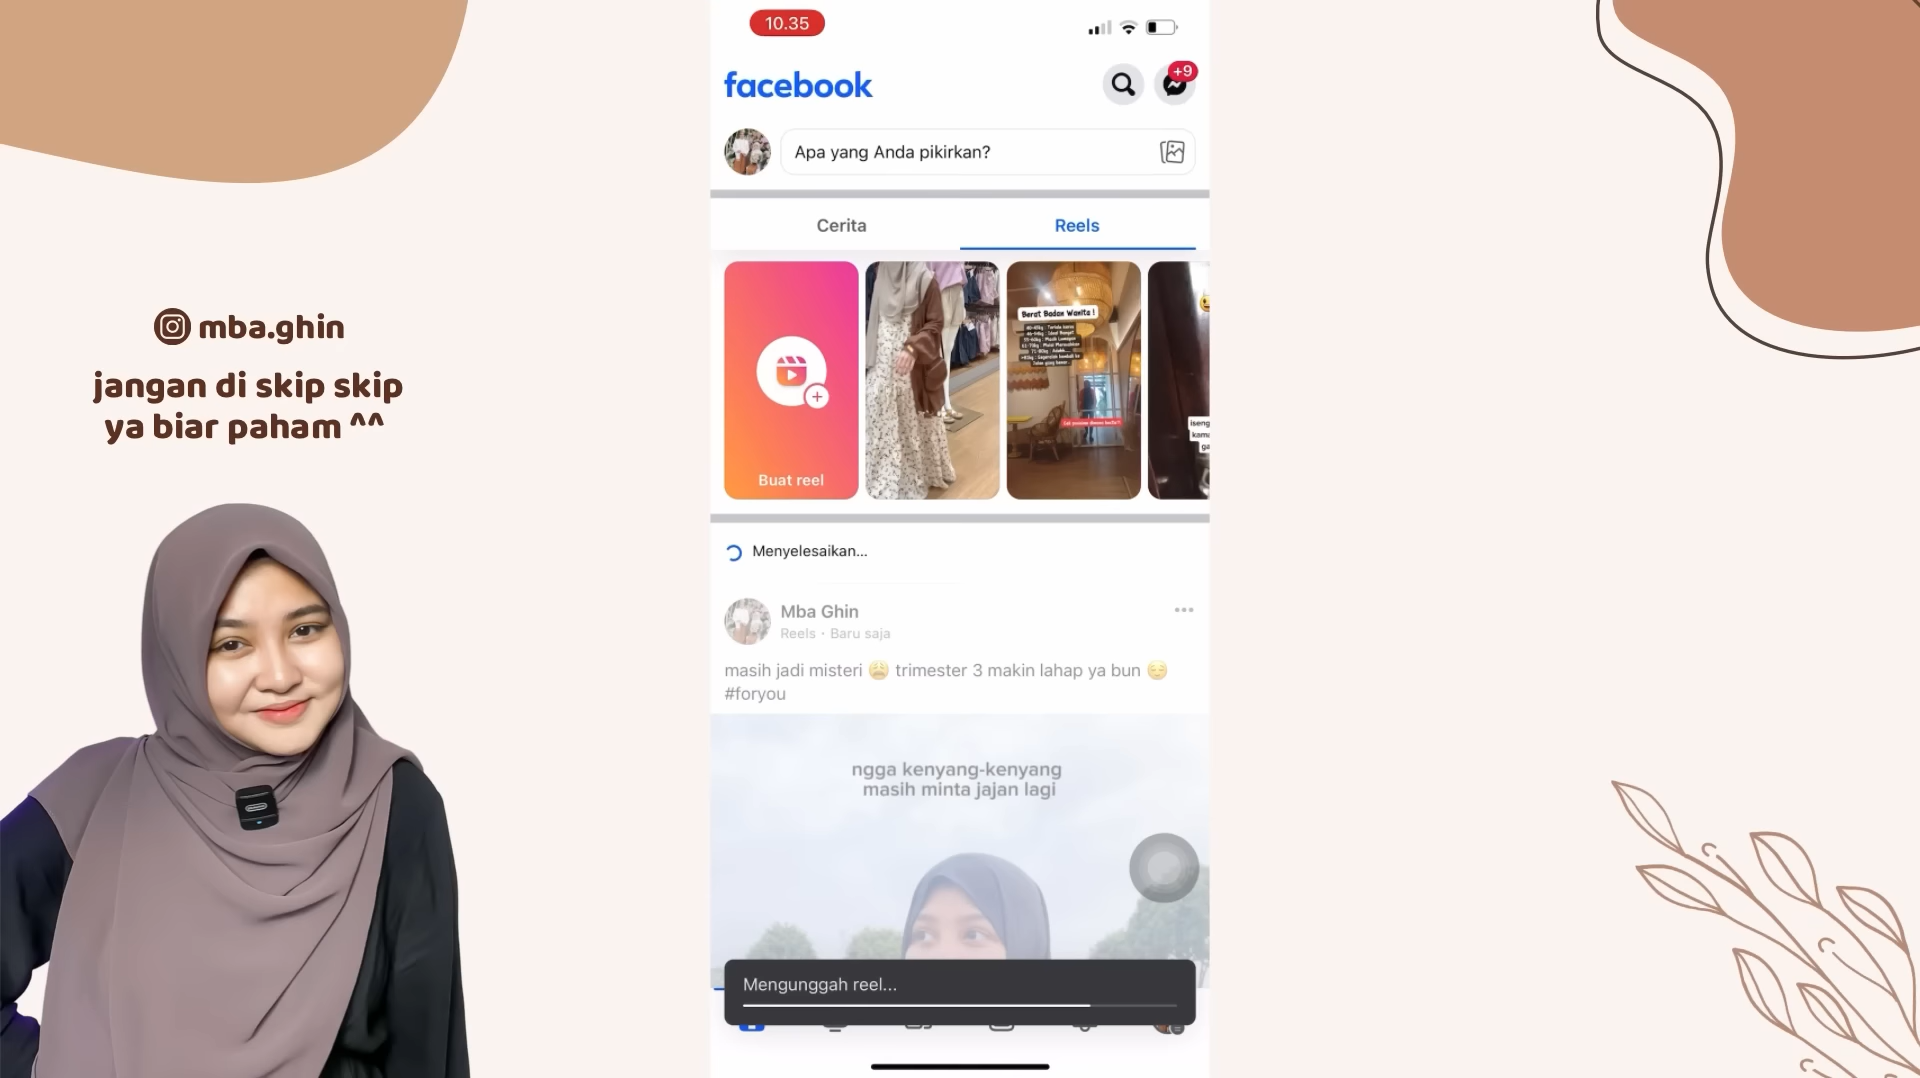 mba.ghin
jangan di skip skip
ya biar paham ^^
10.35
facebook
+9
Apa yang Anda pikirkan?
Cerita
Reels
Buat reel
Berat Badan Wanita !
iseng
Menyelesaikan...
Mba Ghin
Reels · Baru saja
masih jadi misteri 😩 trimester 3 makin lahap ya bun 😌
#foryou
ngga kenyang-kenyang
masih minta jajan lagi
Mengunggah reel...